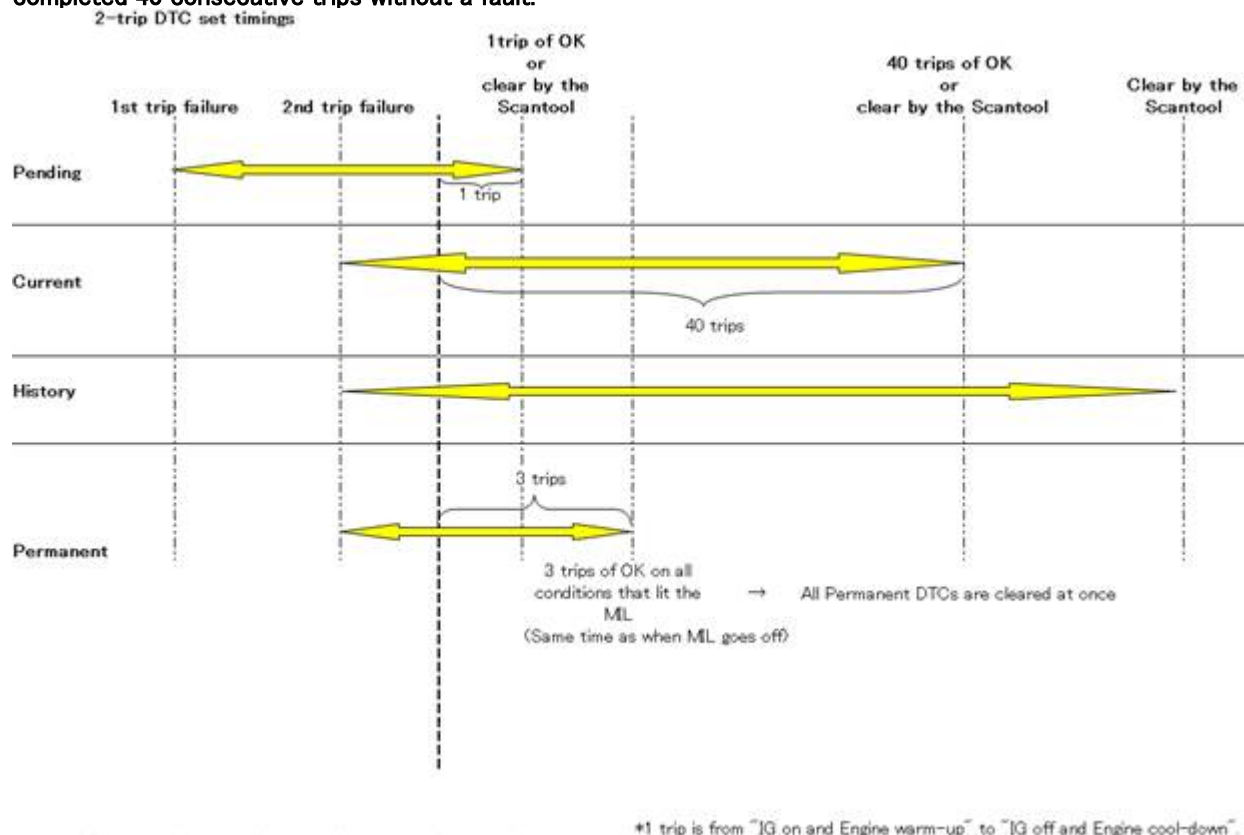 completed 40 consecutive trips without a fault.
2-trip DTC set timings
1trip of OK
or
clear by the
Scantool
40 trips of OK
or
clear by the Scantool
Clear by the
Scantool
1st trip failure
2nd trip failure
Pending
1 trip
Current
40 trips
History
3 trips
Permanent
3 trips of OK on all
conditions that lit the
MIL
(Same time as when MIL goes off)
→ All Permanent DTCs are cleared at once
*1 trip is from "IG on and Engine warm-up" to "IG off and Engine cool-down".